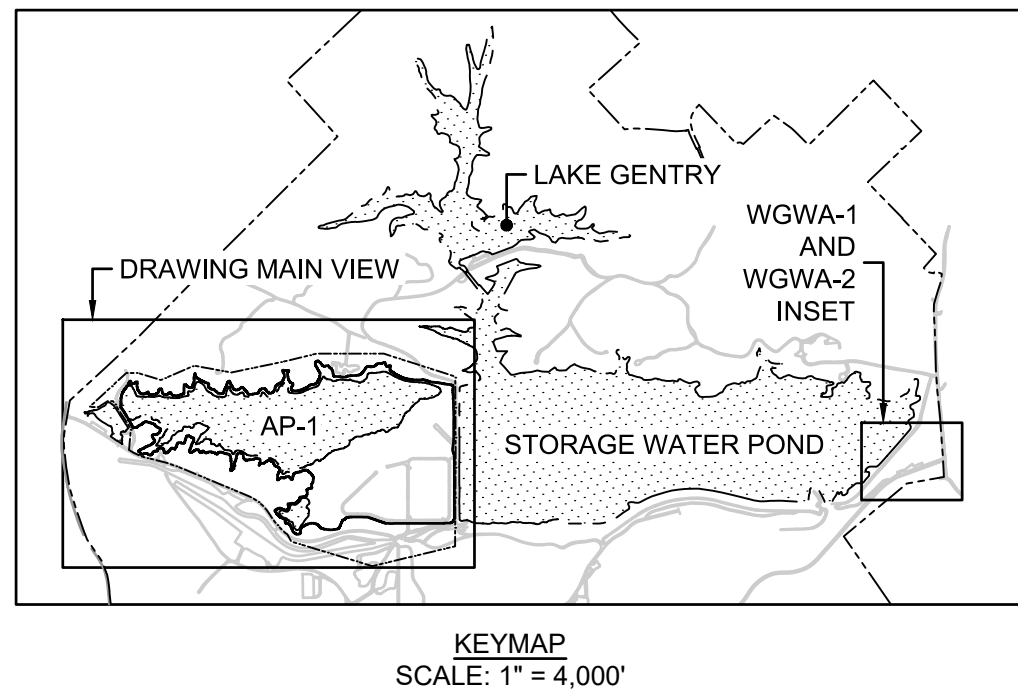 LAKE GENTRY
WGWA-1
AND
WGWA-2
INSET
DRAWING MAIN VIEW
AP-1
STORAGE WATER POND
KEYMAP
SCALE: 1" = 4,000'